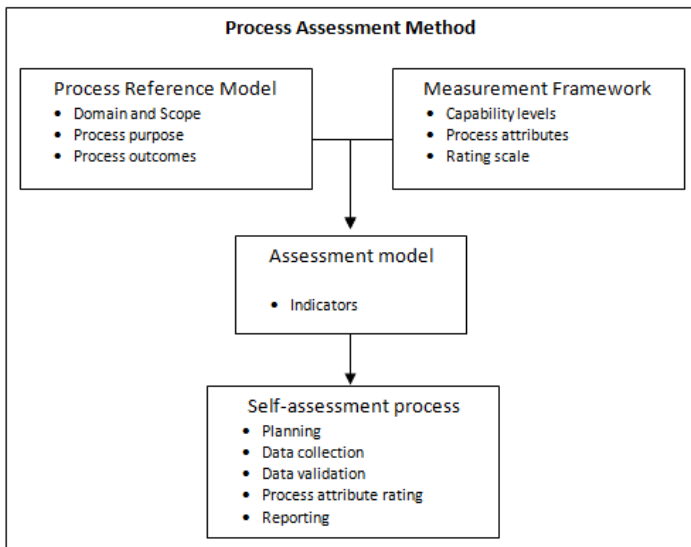 Process Assessment Method
Process Reference Model
• Domain and Scope
• Process purpose
• Process outcomes
Measurement Framework
• Capability levels
• Process attributes
• Rating scale
Assessment model
• Indicators
Self-assessment process
• Planning
• Data collection
• Data validation
• Process attribute rating
• Reporting